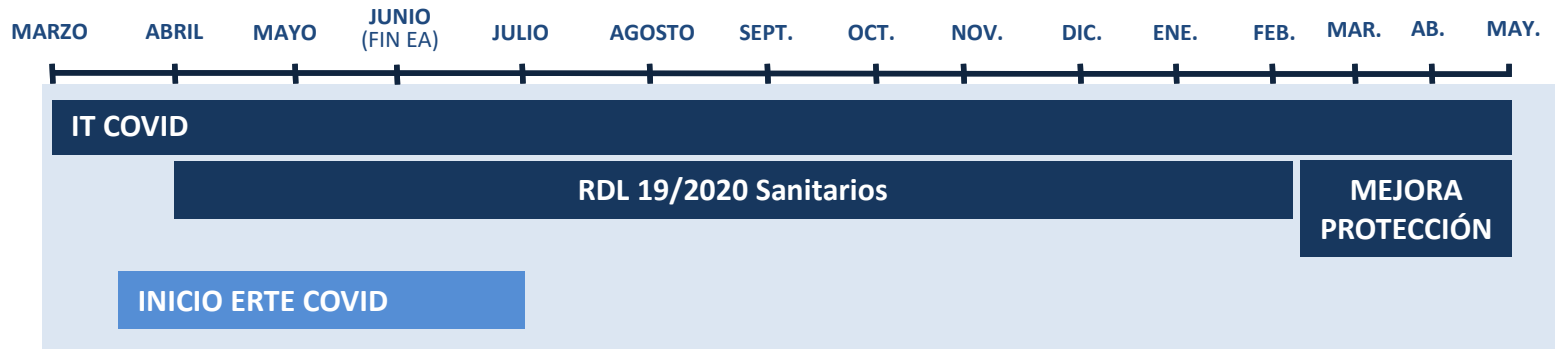 MARZO ABRIL MAYO JUNIO (FIN EA) JULIO AGOSTO SEPT. OCT. NOV. DIC. ENE. FEB. MAR. AB. MAY.
IT COVID
RDL 19/2020 Sanitarios
MEJORA
PROTECCIÓN
INICIO ERTE COVID